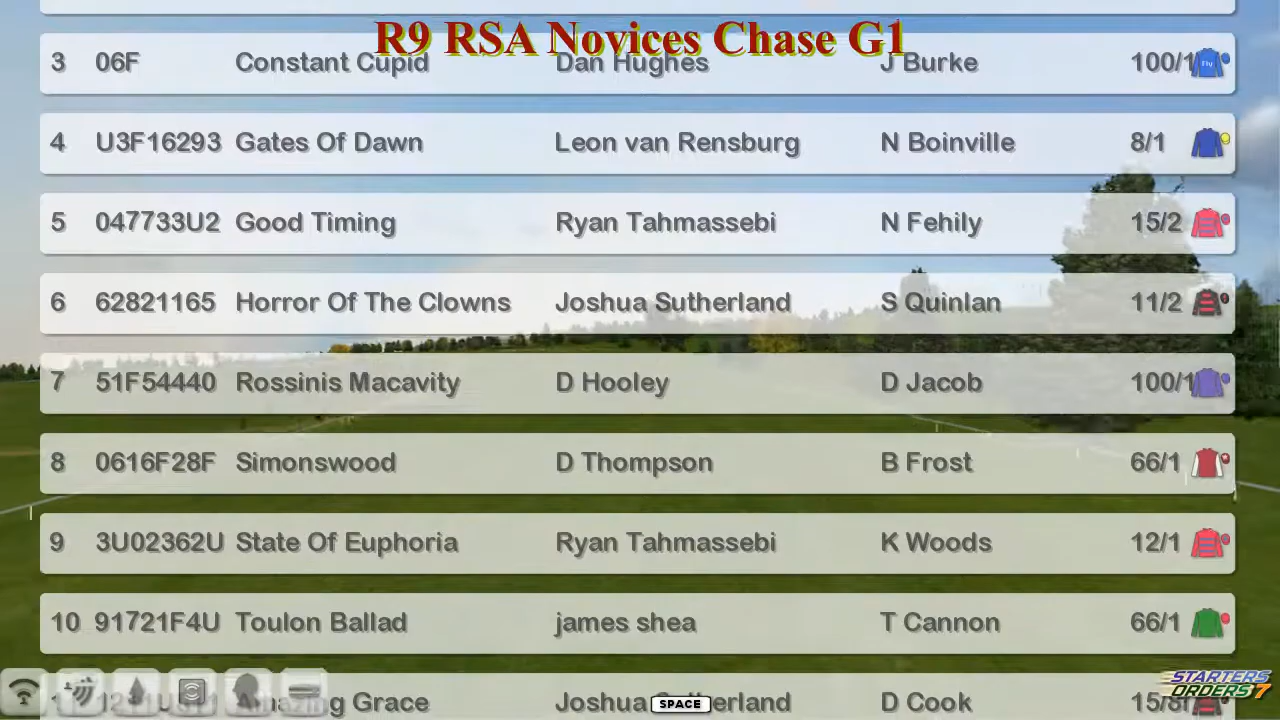 R9 RSA Novices Chase G1
3 06F Constant Cupid Dan Hughes J Burke 100/1
4 U3F16293 Gates Of Dawn Leon van Rensburg N Boinville 8/1
5 047733U2 Good Timing Ryan Tahmassebi N Fehily 15/2
6 62821165 Horror Of The Clowns Joshua Sutherland S Quinlan 11/2
7 51F54440 Rossinis Macavity D Hooley D Jacob 100/1
8 0616F28F Simonswood D Thompson B Frost 66/1
9 3U02362U State Of Euphoria Ryan Tahmassebi K Woods 12/1
10 91721F4U Toulon Ballad james shea T Cannon 66/1
Amazing Grace Joshua Sutherland D Cook
SPACE
STARTERS
ORDERS 7